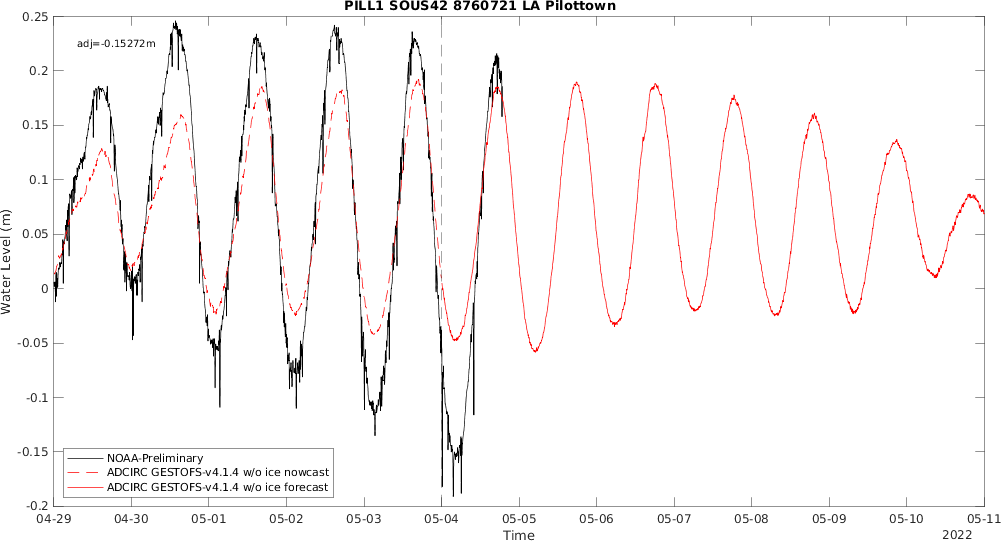 PILL1 SOUS42 8760721 LA Pilottown
adj=-0.15272m
0.25
0.2
0.15
0.1
0.05
0
-0.05
-0.1
-0.15
-0.2
Water Level (m)
NOAA-Preliminary
ADCIRC GESTOFS-v4.1.4 w/o ice nowcast
ADCIRC GESTOFS-v4.1.4 w/o ice forecast
04-29 04-30 05-01 05-02 05-03 05-04 05-05 05-06 05-07 05-08 05-09 05-10 05-11
Time
2022